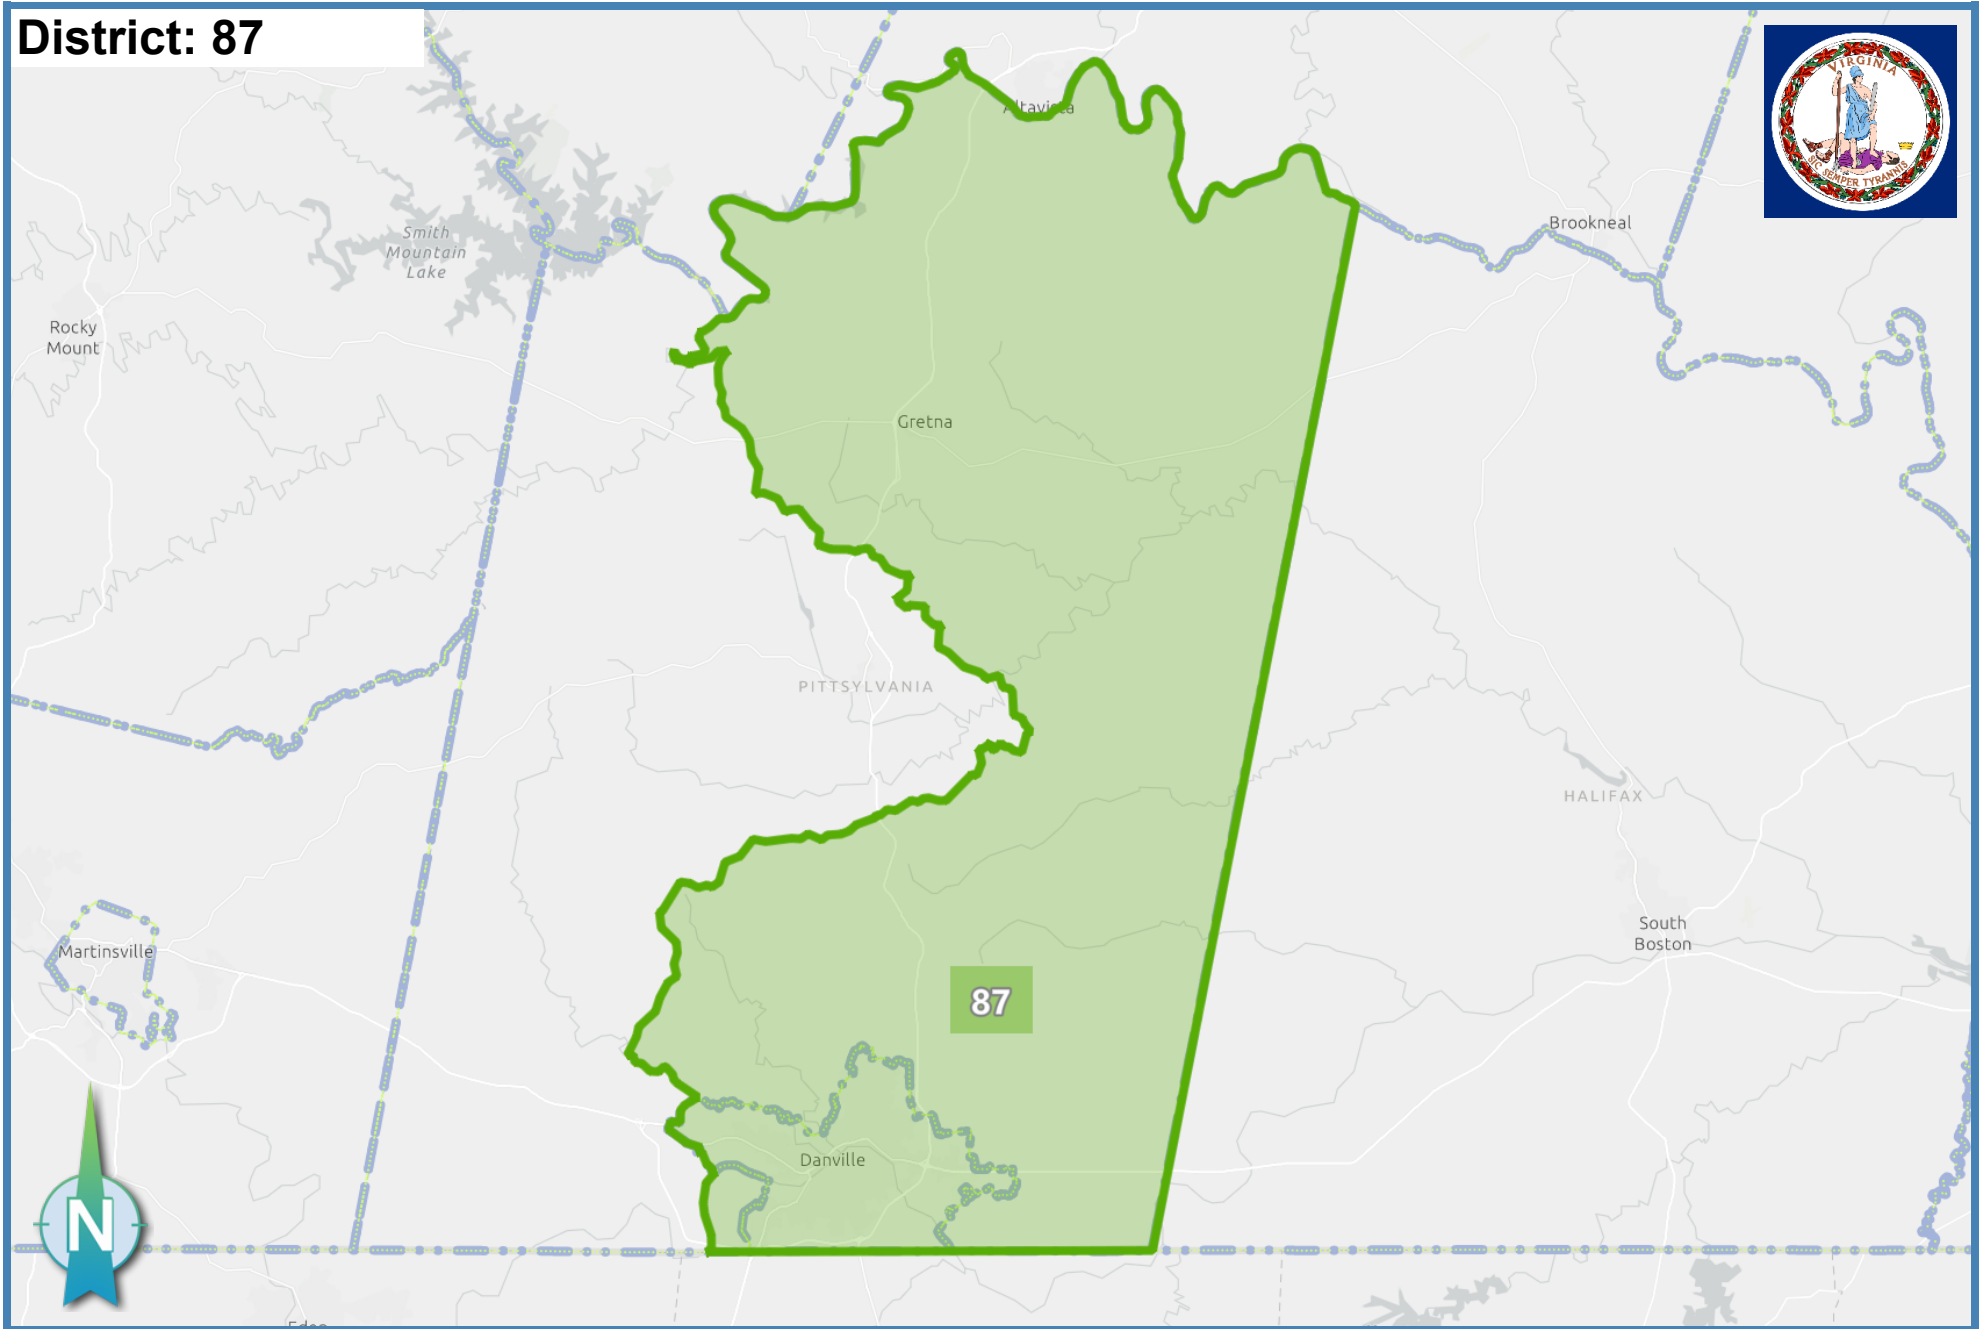 District: 87
VIRGINIA
SIC SEMPER TYRANNIS
Altavista
Brookneal
Smith
Mountain
Lake
Rocky
Mount
Gretna
PITTSYLVANIA
HALIFAX
South
Boston
Martinsville
87
Danville
N
Eden